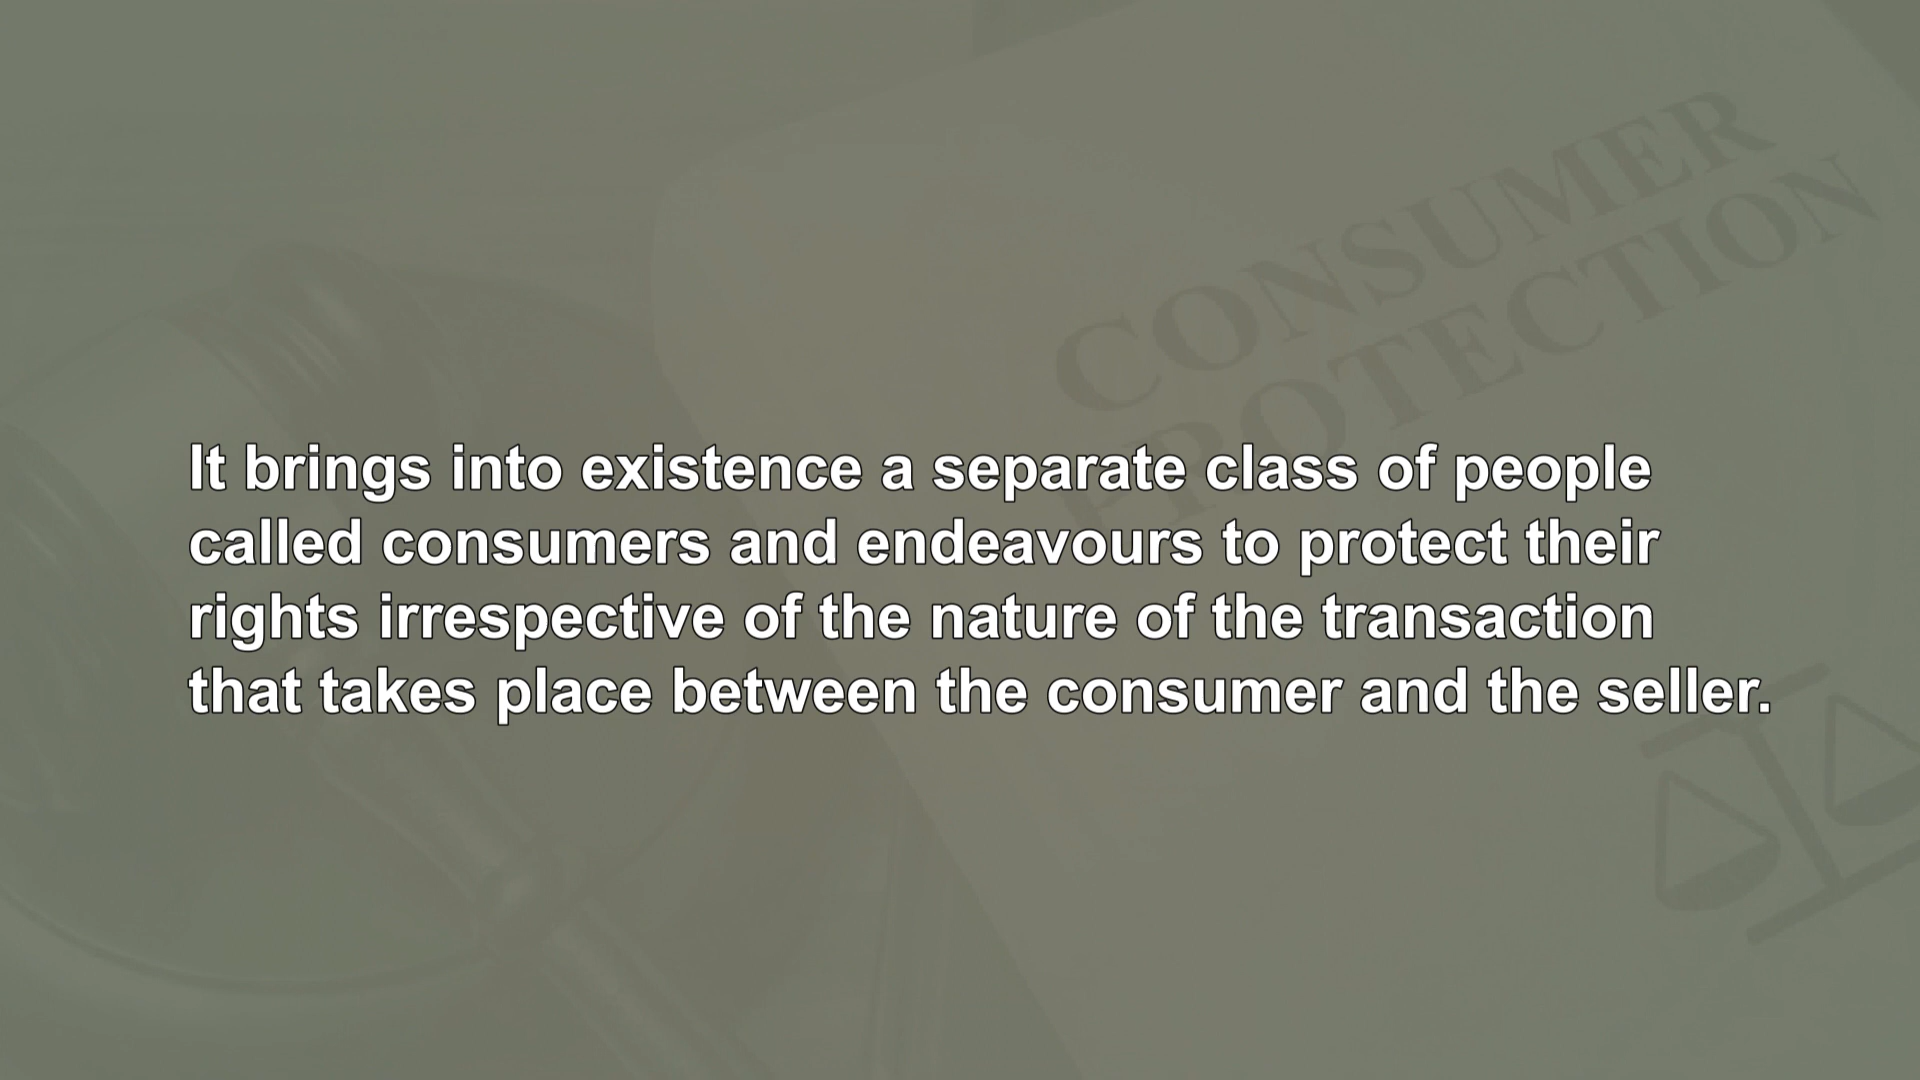 CONSUMER
PROTECTION
It brings into existence a separate class of people
called consumers and endeavours to protect their
rights irrespective of the nature of the transaction
that takes place between the consumer and the seller.